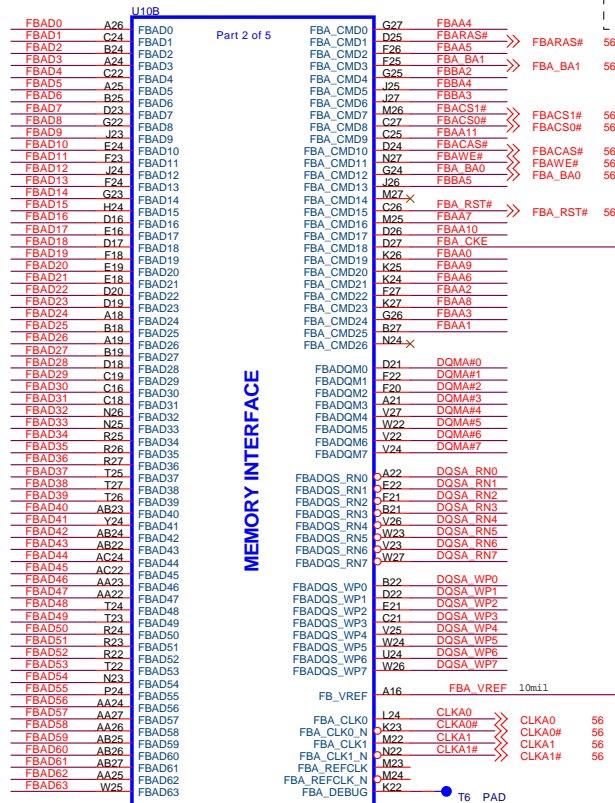 U10B
Part 2 of 5
MEMORY INTERFACE
FBAD0 A26 FBAD0 FBA_CMD0 G27 FBAA4
FBAD1 C24 FBAD1 FBA_CMD1 D25 FBARAS# FBARAS# 56
FBAD2 B24 FBAD2 FBA_CMD2 F26 FBAA5
FBAD3 A24 FBAD3 FBA_CMD3 F25 FBA_BA1 FBA_BA1 56
FBAD4 C22 FBAD4 FBA_CMD4 G25 FBBA2
FBAD5 A25 FBAD5 FBA_CMD5 J25 FBBA4
FBAD6 B25 FBAD6 FBA_CMD6 J27 FBBA3
FBAD7 D23 FBAD7 FBA_CMD7 M26 FBACS1# FBACS1# 56
FBAD8 G22 FBAD8 FBA_CMD8 C27 FBACS0# FBACS0# 56
FBAD9 J23 FBAD9 FBA_CMD9 C25 FBAA11
FBAD10 E24 FBAD10 FBA_CMD10 D24 FBACAS# FBACAS# 56
FBAD11 F23 FBAD11 FBA_CMD11 N27 FBAWE# FBAWE# 56
FBAD12 J24 FBAD12 FBA_CMD12 G24 FBA_BA0 FBA_BA0 56
FBAD13 F24 FBAD13 FBA_CMD13 J26 FBBA5
FBAD14 G23 FBAD14 FBA_CMD14 M27
FBAD15 H24 FBAD15 FBA_CMD15 C26 FBA_RST# FBA_RST# 56
FBAD16 D16 FBAD16 FBA_CMD16 M25 FBAA7
FBAD17 E16 FBAD17 FBA_CMD17 D26 FBAA10
FBAD18 D17 FBAD18 FBA_CMD18 D27 FBA_CKE
FBAD19 F18 FBAD19 FBA_CMD19 K26 FBAA0
FBAD20 E19 FBAD20 FBA_CMD20 K25 FBAA9
FBAD21 E18 FBAD21 FBA_CMD21 K24 FBAA6
FBAD22 D20 FBAD22 FBA_CMD22 F27 FBAA2
FBAD23 D19 FBAD23 FBA_CMD23 K27 FBAA8
FBAD24 A18 FBAD24 FBA_CMD24 G26 FBAA3
FBAD25 B18 FBAD25 FBA_CMD25 B27 FBAA1
FBAD26 A19 FBAD26 FBA_CMD26 N24
FBAD27 B19 FBAD27
FBAD28 D18 FBAD28 FBADQM0 D21 DQMA#0
FBAD29 C19 FBAD29 FBADQM1 F22 DQMA#1
FBAD30 C16 FBAD30 FBADQM2 F20 DQMA#2
FBAD31 C18 FBAD31 FBADQM3 A21 DQMA#3
FBAD32 N26 FBAD32 FBADQM4 V27 DQMA#4
FBAD33 N25 FBAD33 FBADQM5 W22 DQMA#5
FBAD34 R25 FBAD34 FBADQM6 V22 DQMA#6
FBAD35 R26 FBAD35 FBADQM7 V24 DQMA#7
FBAD36 R27 FBAD36
FBAD37 T25 FBAD37 FBADQS_RN0 A22 DQSA_RN0
FBAD38 T27 FBAD38 FBADQS_RN1 E22 DQSA_RN1
FBAD39 T26 FBAD39 FBADQS_RN2 F21 DQSA_RN2
FBAD40 AB23 FBAD40 FBADQS_RN3 B21 DQSA_RN3
FBAD41 Y24 FBAD41 FBADQS_RN4 V26 DQSA_RN4
FBAD42 AB24 FBAD42 FBADQS_RN5 W23 DQSA_RN5
FBAD43 AB22 FBAD43 FBADQS_RN6 V23 DQSA_RN6
FBAD44 AC24 FBAD44 FBADQS_RN7 W27 DQSA_RN7
FBAD45 AC22 FBAD45
FBAD46 AA23 FBAD46 FBADQS_WP0 B22 DQSA_WP0
FBAD47 AA22 FBAD47 FBADQS_WP1 D22 DQSA_WP1
FBAD48 T24 FBAD48 FBADQS_WP2 E21 DQSA_WP2
FBAD49 T23 FBAD49 FBADQS_WP3 C21 DQSA_WP3
FBAD50 R24 FBAD50 FBADQS_WP4 V25 DQSA_WP4
FBAD51 R23 FBAD51 FBADQS_WP5 W24 DQSA_WP5
FBAD52 R22 FBAD52 FBADQS_WP6 U24 DQSA_WP6
FBAD53 T22 FBAD53 FBADQS_WP7 W26 DQSA_WP7
FBAD54 N23 FBAD54
FBAD55 P24 FBAD55 FB_VREF A16 FBA_VREF 10mil
FBAD56 AA24 FBAD56
FBAD57 AA27 FBAD57 FBA_CLK0 L24 CLKA0 CLKA0 56
FBAD58 AA26 FBAD58 FBA_CLK0_N K23 CLKA0# CLKA0# 56
FBAD59 AB25 FBAD59 FBA_CLK1 M22 CLKA1 CLKA1 56
FBAD60 AB26 FBAD60 FBA_CLK1_N N22 CLKA1# CLKA1# 56
FBAD61 AB27 FBAD61 FBA_REFCLK M23
FBAD62 AA25 FBAD62 FBA_REFCLK_N M24
FBAD63 W25 FBAD63 FBA_DEBUG K22 T6 PAD